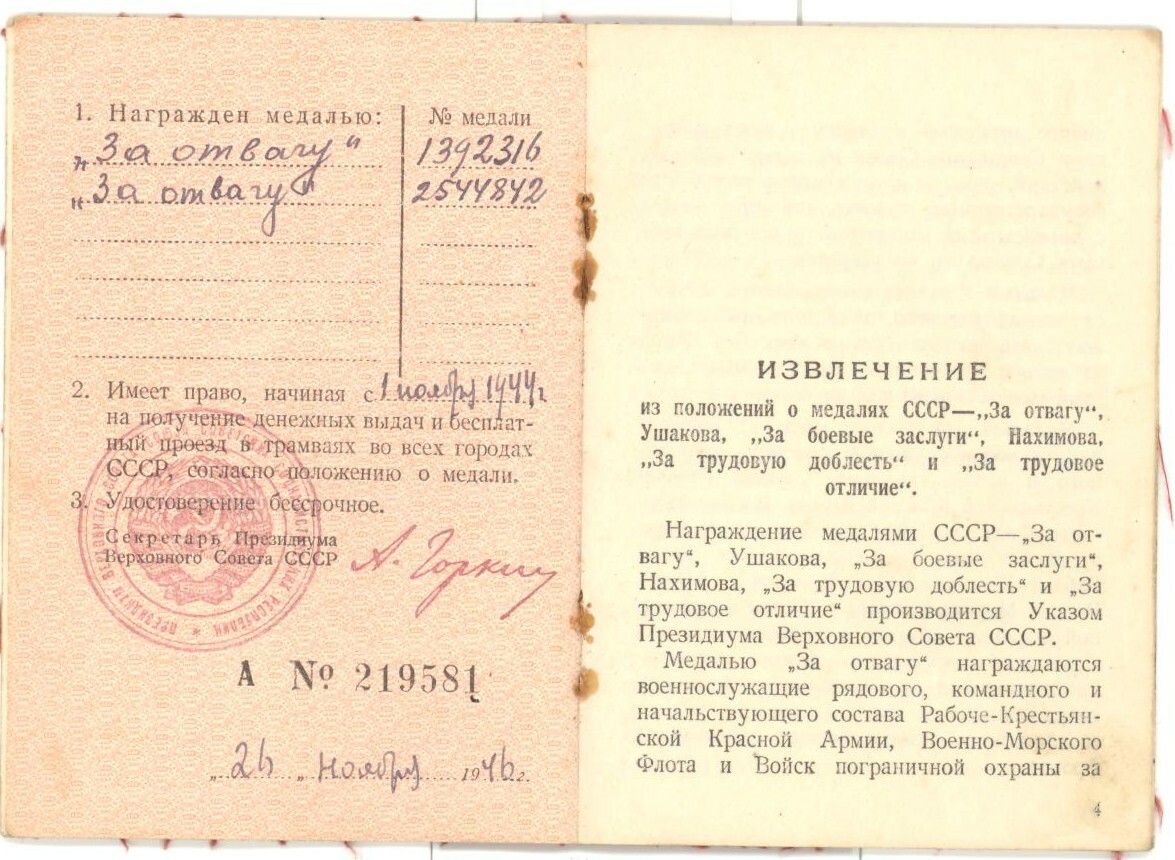 1. Награжден медалью:
№ медали
„За отвагу"
1392316
„За отвагу"
2544842
2. Имеет право, начиная с 1 ноября 1944г
на получение денежных выдач и бесплат-
ный проезд в трамваях во всех городах
СССР, согласно положению о медали.
3. Удостоверение бессрочное.
Секретарь Президиума
Верховного Совета СССР
А. Горкин
А № 219581
„26„ ноября 1946г.
ИЗВЛЕЧЕНИЕ
из положений о медалях СССР—„За отвагу“,
Ушакова, „За боевые заслуги“, Нахимова,
„За трудовую доблесть“ и „За трудовое
отличие“.
Награждение медалями СССР—„За от-
вагу“, Ушакова, „За боевые заслуги“,
Нахимова, „За трудовую доблесть“ и „За
трудовое отличие“ производится Указом
Президиума Верховного Совета СССР.
Медалью „За отвагу“ награждаются
военнослужащие рядового, командного и
начальствующего состава Рабоче-Крестьян-
ской Красной Армии, Военно-Морского
Флота и Войск пограничной охраны за
4